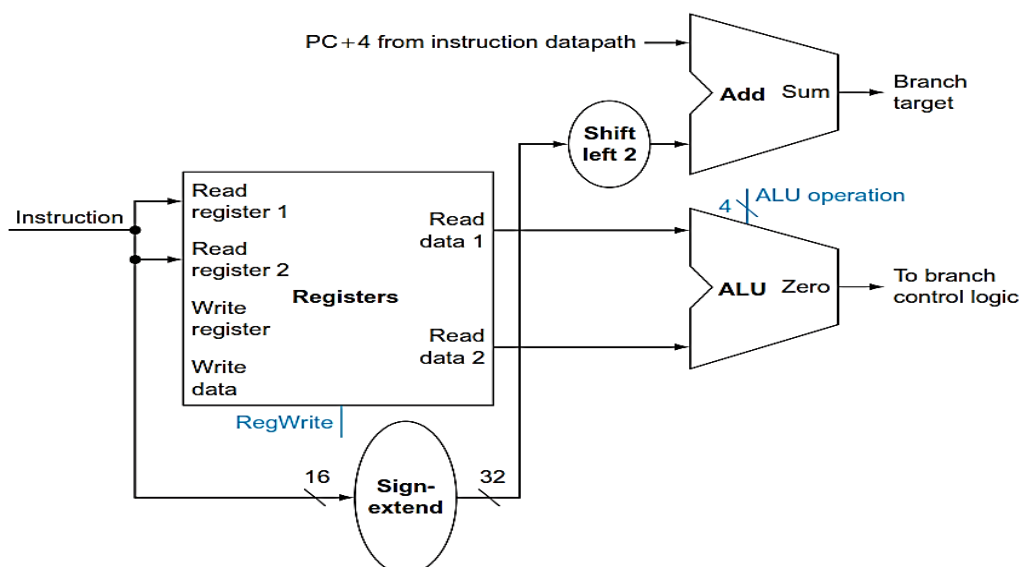 PC+4 from instruction datapath
Add Sum
Branch
target
Shift
left 2
Instruction
Read
register 1
Read
register 2
Write
register
Write
data
Registers
Read
data 1
Read
data 2
RegWrite
4
ALU operation
ALU Zero
To branch
control logic
16
Sign-
extend
32